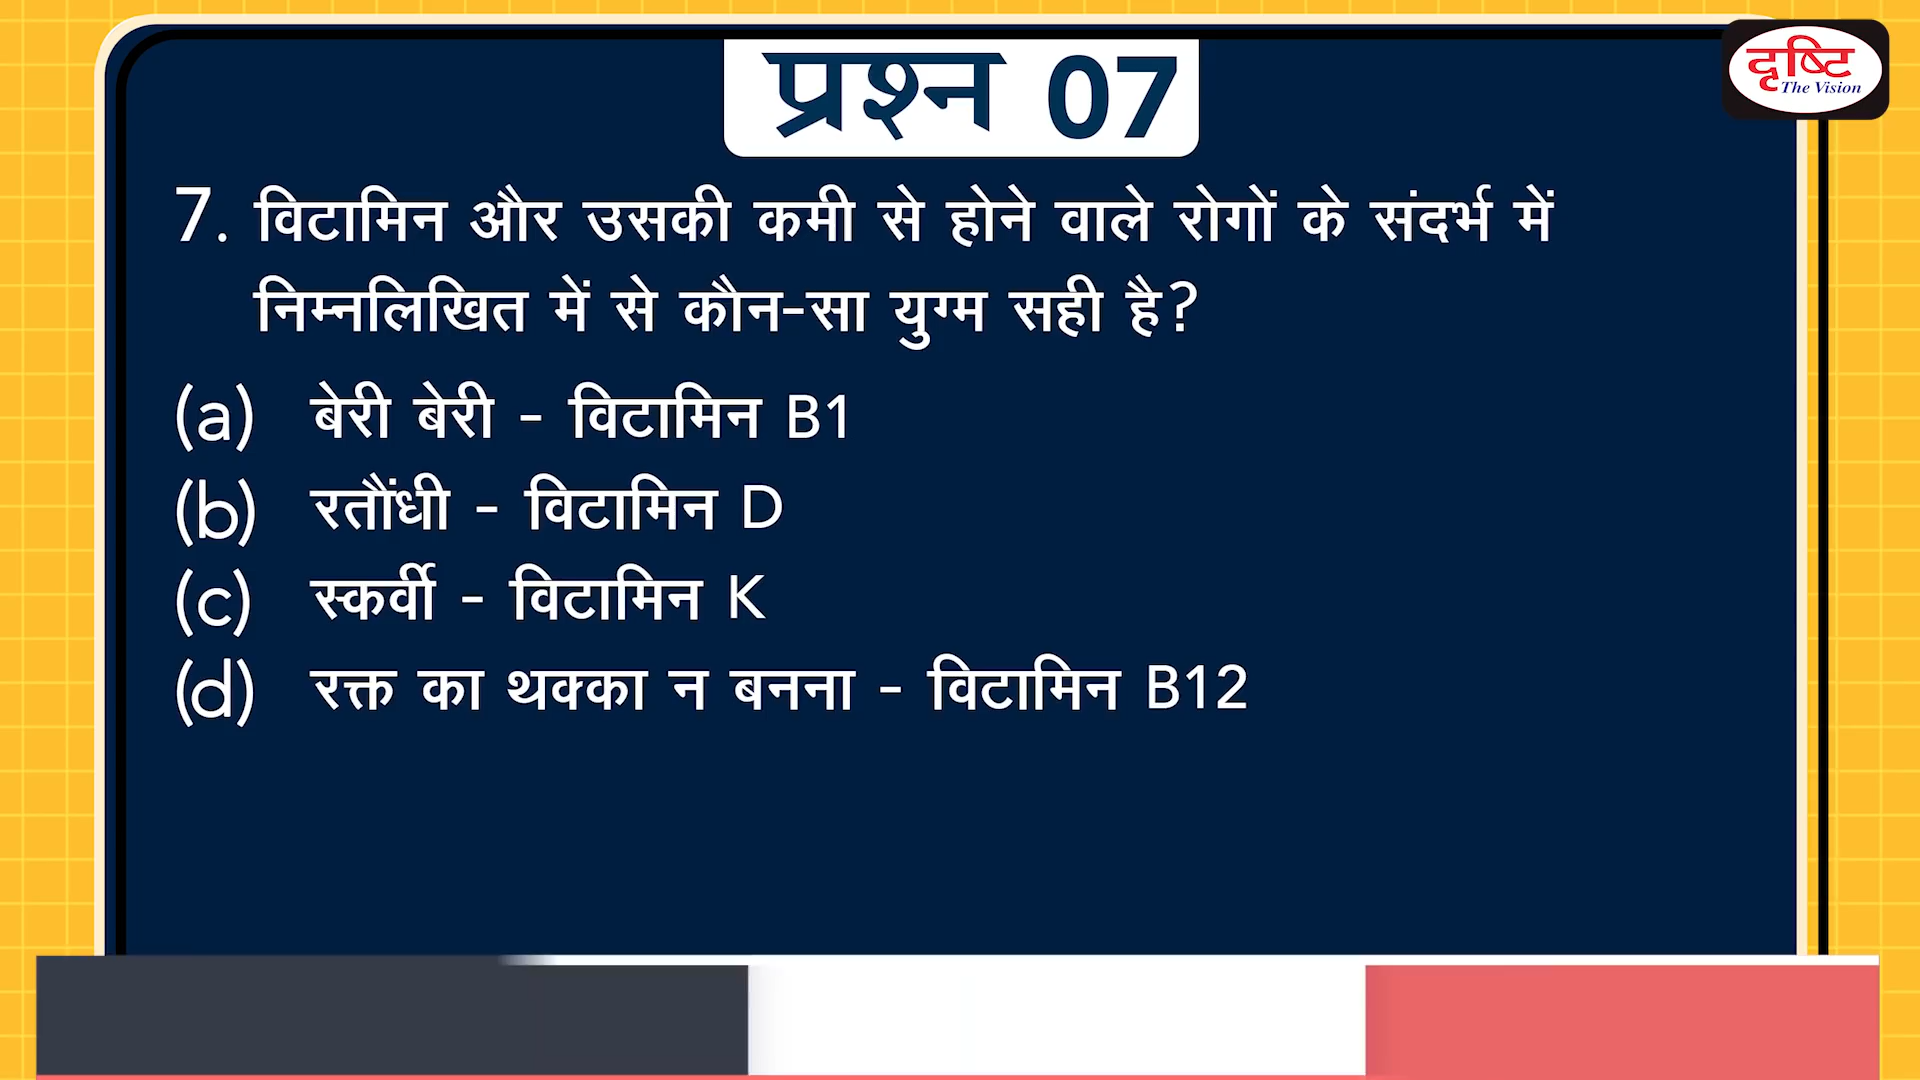 प्रश्न 07
दृष्टि
The Vision
7. विटामिन और उसकी कमी से होने वाले रोगों के संदर्भ में
निम्नलिखित में से कौन-सा युग्म सही है?
(a) बेरी बेरी - विटामिन B1
(b) रतौंधी - विटामिन D
(c) स्कर्वी - विटामिन K
(d) रक्त का थक्का न बनना - विटामिन B12